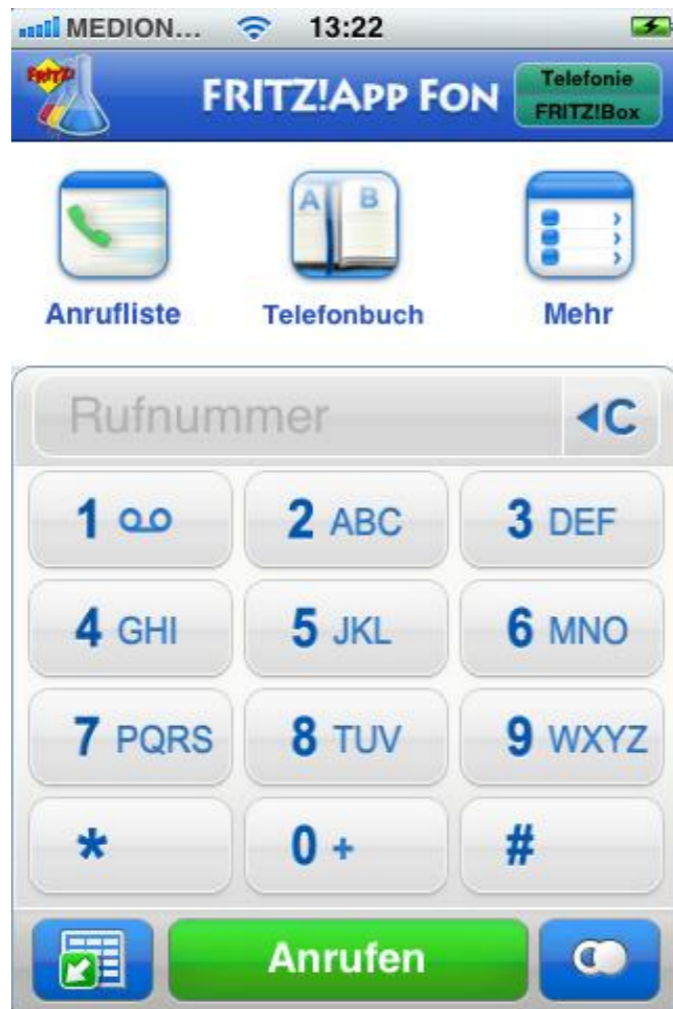 MEDION... 13:22
FRITZ!
FRITZ!APP FON
Telefonie
FRITZ!Box
A B
Anrufliste Telefonbuch Mehr
Rufnummer C
1 2 ABC 3 DEF
4 GHI 5 JKL 6 MNO
7 PQRS 8 TUV 9 WXYZ
* 0 + #
Anrufen